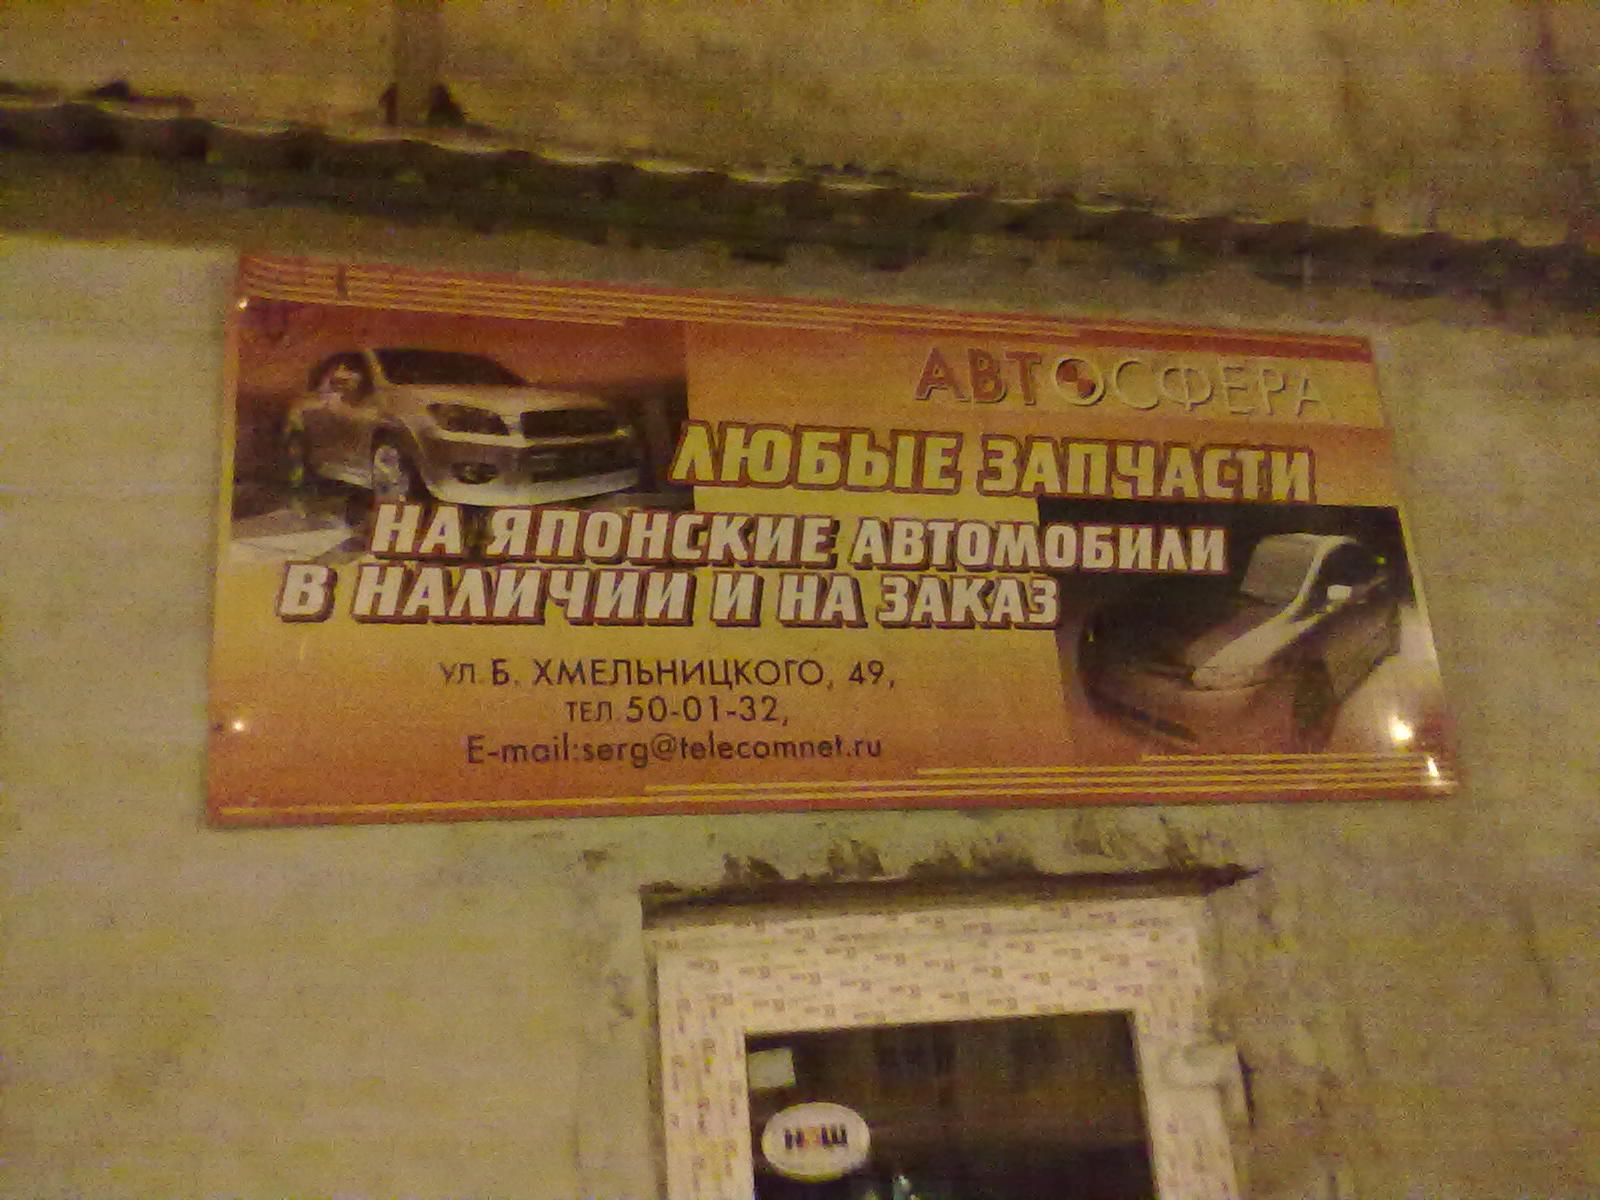 АВТОСФЕРА
ЛЮБЫЕ ЗАПЧАСТИ
НА ЯПОНСКИЕ АВТОМОБИЛИ
В НАЛИЧИИ И НА ЗАКАЗ
УЛ. Б. ХМЕЛЬНИЦКОГО, 49,
ТЕЛ. 50-01-32,
E-mail:serg@telecomnet.ru
НАШ